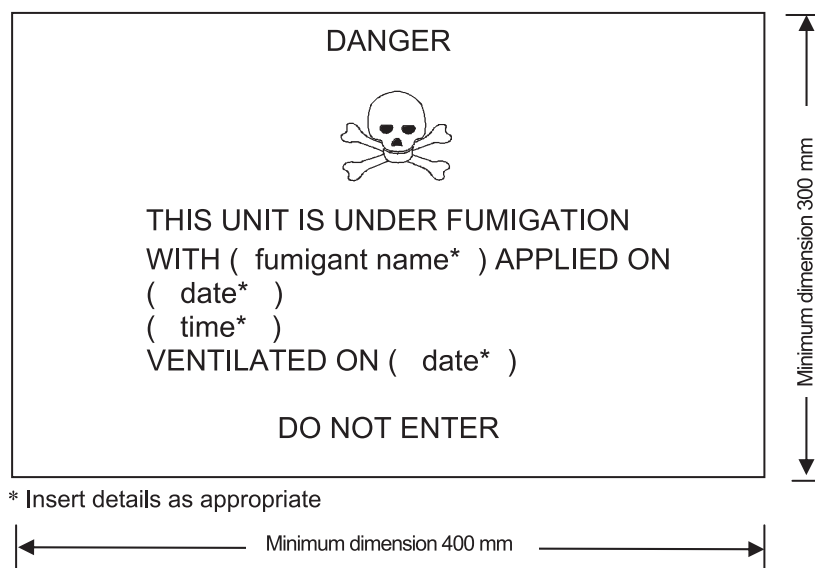 DANGER
THIS UNIT IS UNDER FUMIGATION
WITH ( fumigant name* ) APPLIED ON
( date* )
( time* )
VENTILATED ON ( date* )
DO NOT ENTER
* Insert details as appropriate
Minimum dimension 400 mm
Minimum dimension 300 mm